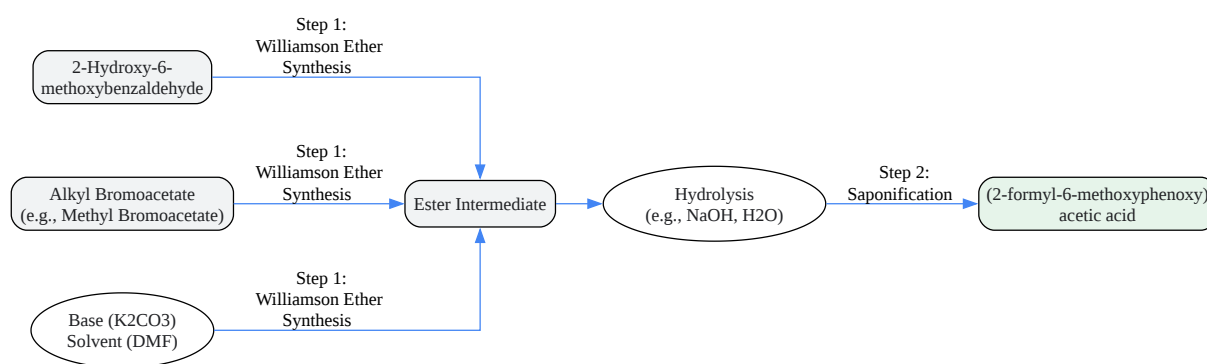 Step 1:
Williamson Ether
Synthesis
2-Hydroxy-6-
methoxybenzaldehyde
Step 1:
Williamson Ether
Synthesis
Alkyl Bromoacetate
(e.g., Methyl Bromoacetate)
Ester Intermediate
Hydrolysis
(e.g., NaOH, H2O)
Step 2:
Saponification
(2-formyl-6-methoxyphenoxy)
acetic acid
Step 1:
Williamson Ether
Synthesis
Base (K2CO3)
Solvent (DMF)